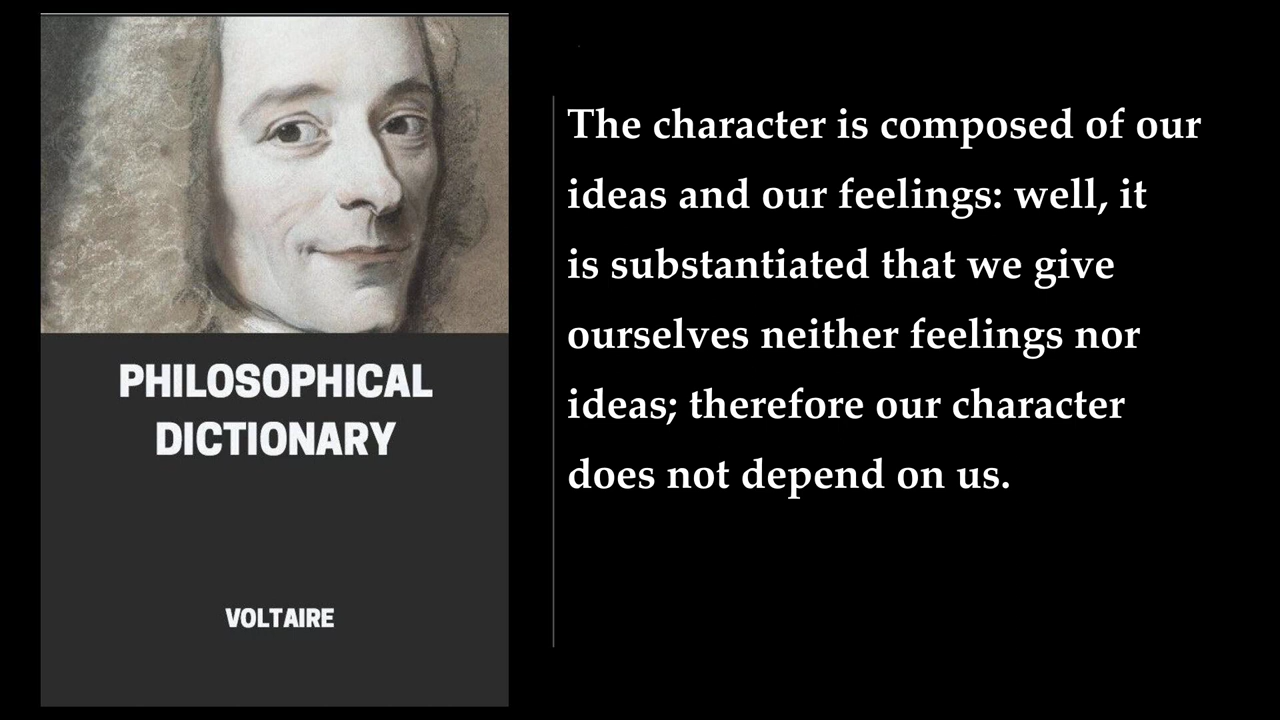 PHILOSOPHICAL
DICTIONARY
VOLTAIRE
The character is composed of our
ideas and our feelings: well, it
is substantiated that we give
ourselves neither feelings nor
ideas; therefore our character
does not depend on us.